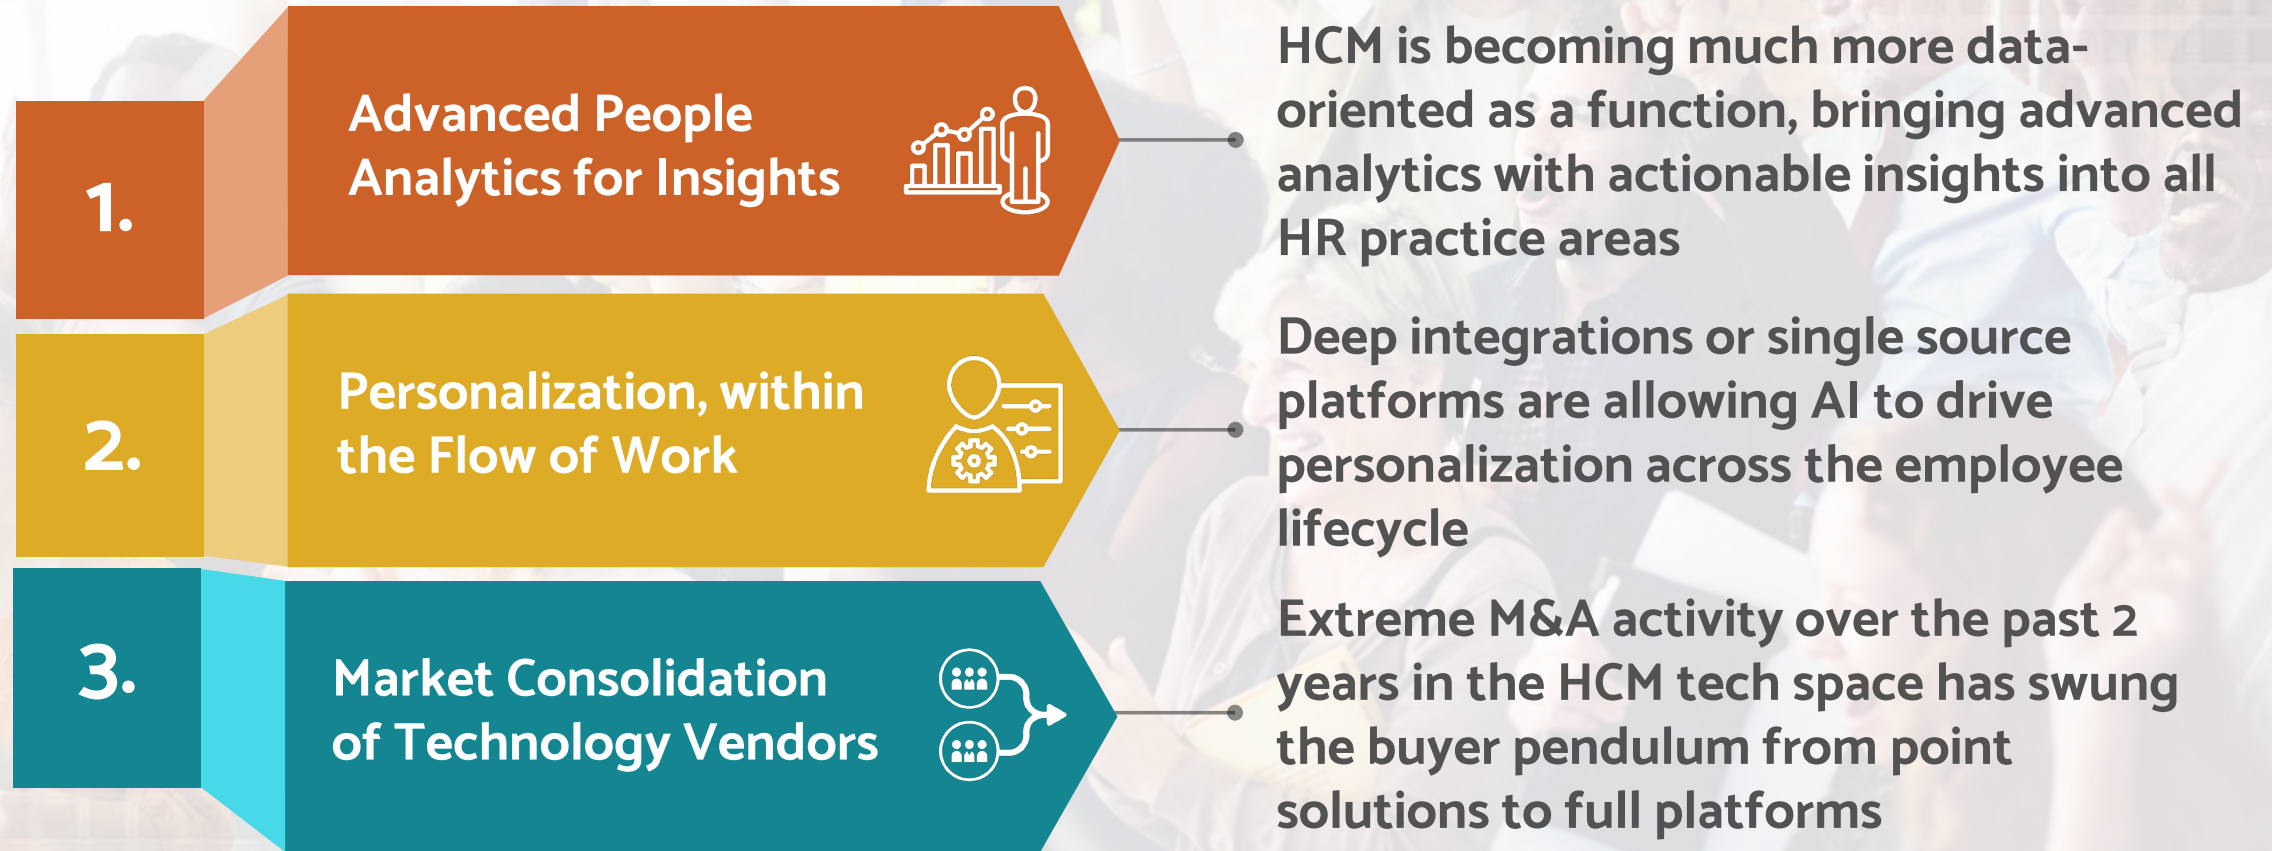 1.
Advanced People
Analytics for Insights
HCM is becoming much more data-
oriented as a function, bringing advanced
analytics with actionable insights into all
HR practice areas
2.
Personalization, within
the Flow of Work
Deep integrations or single source
platforms are allowing AI to drive
personalization across the employee
lifecycle
3.
Market Consolidation
of Technology Vendors
Extreme M&A activity over the past 2
years in the HCM tech space has swung
the buyer pendulum from point
solutions to full platforms